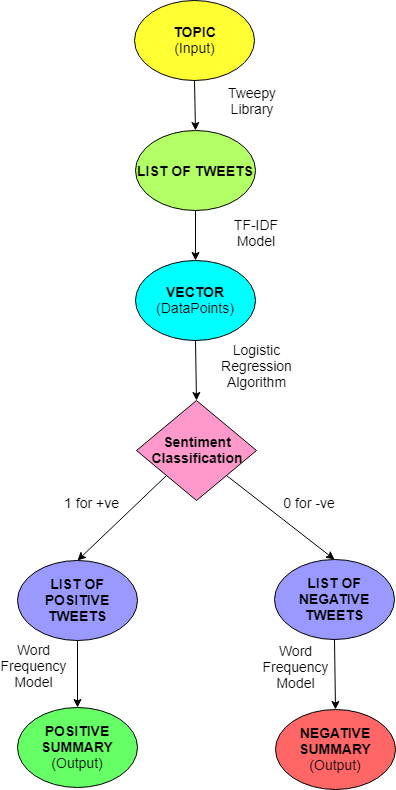 TOPIC
(Input)
Tweepy
Library
LIST OF TWEETS
TF-IDF
Model
VECTOR
(DataPoints)
Logistic
Regression
Algorithm
Sentiment
Classification
1 for +ve
0 for -ve
LIST OF
POSITIVE
TWEETS
LIST OF
NEGATIVE
TWEETS
Word
Frequency
Model
Word
Frequency
Model
POSITIVE
SUMMARY
(Output)
NEGATIVE
SUMMARY
(Output)